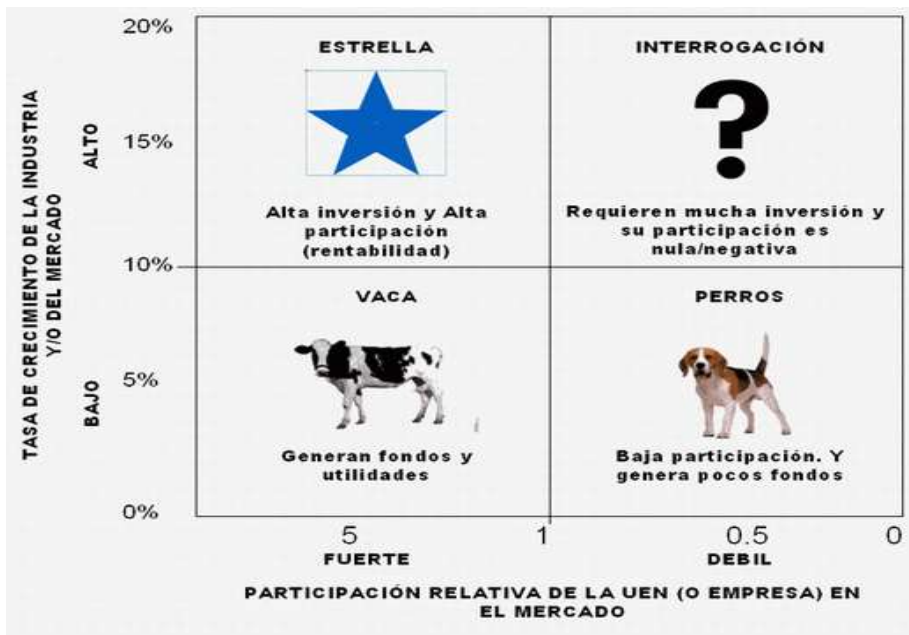 TASA DE CRECIMIENTO DE LA INDUSTRIA
Y/O DEL MERCADO
ALTO
BAJO
20%
15%
10%
5%
0%
ESTRELLA
Alta inversión y Alta
participación
(rentabilidad)
INTERROGACIÓN
?
Requieren mucha inversión y
su participación es
nula/negativa
VACA
Generan fondos y
utilidades
PERROS
Baja participación. Y
genera pocos fondos
5
1
0.5
0
FUERTE
DEBIL
PARTICIPACIÓN RELATIVA DE LA UEN (O EMPRESA) EN
EL MERCADO